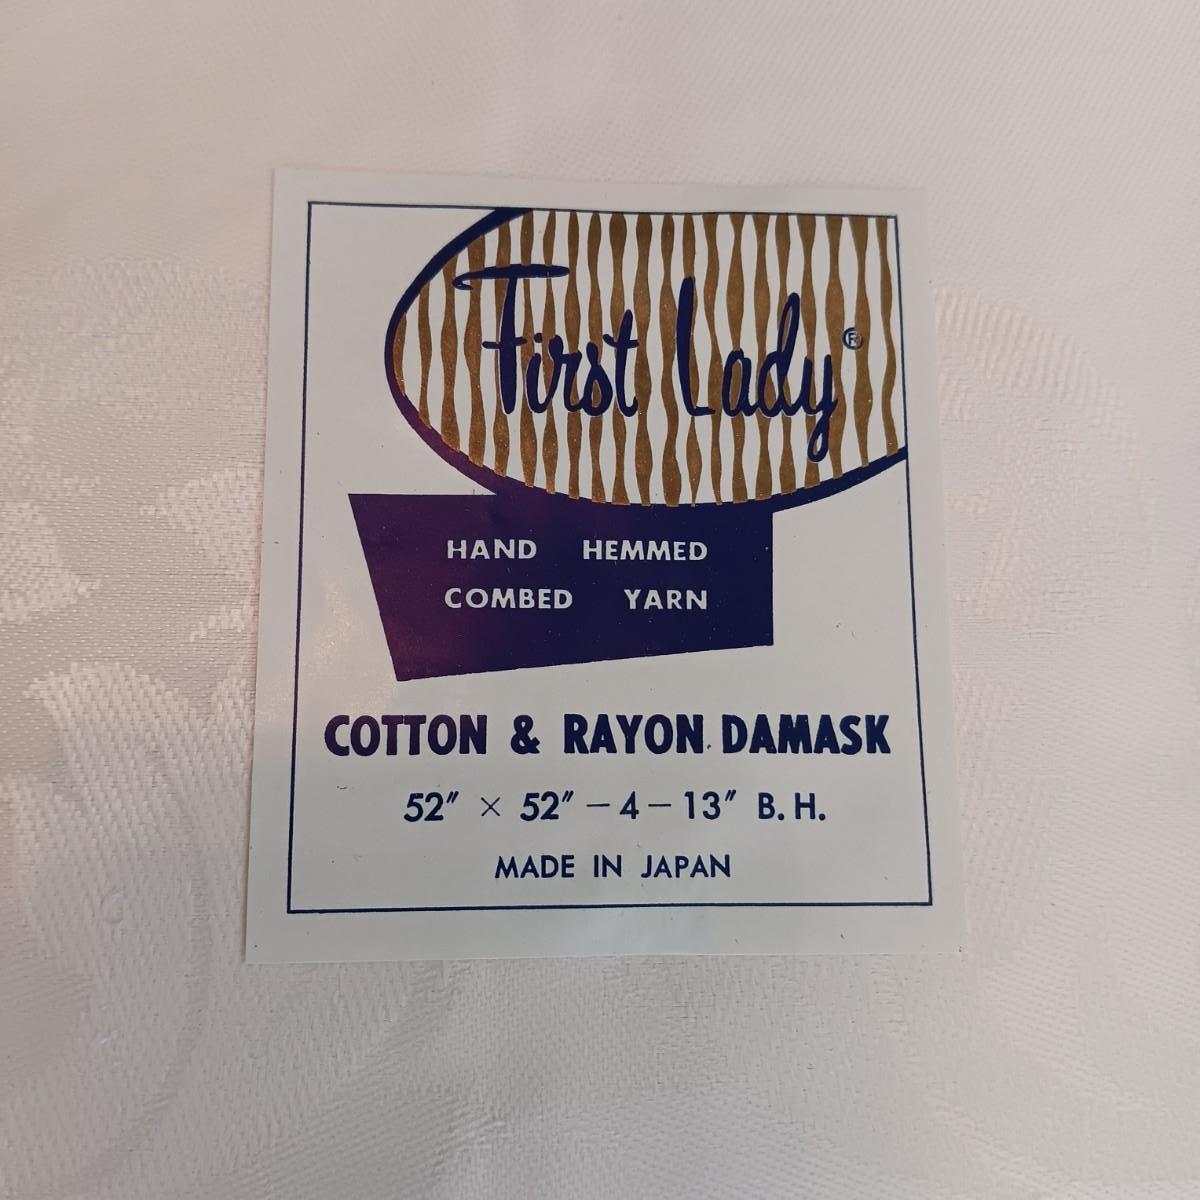 First Lady®
HAND HEMMED
COMBED YARN
COTTON & RAYON DAMASK
52" × 52" — 4 — 13" B. H.
MADE IN JAPAN